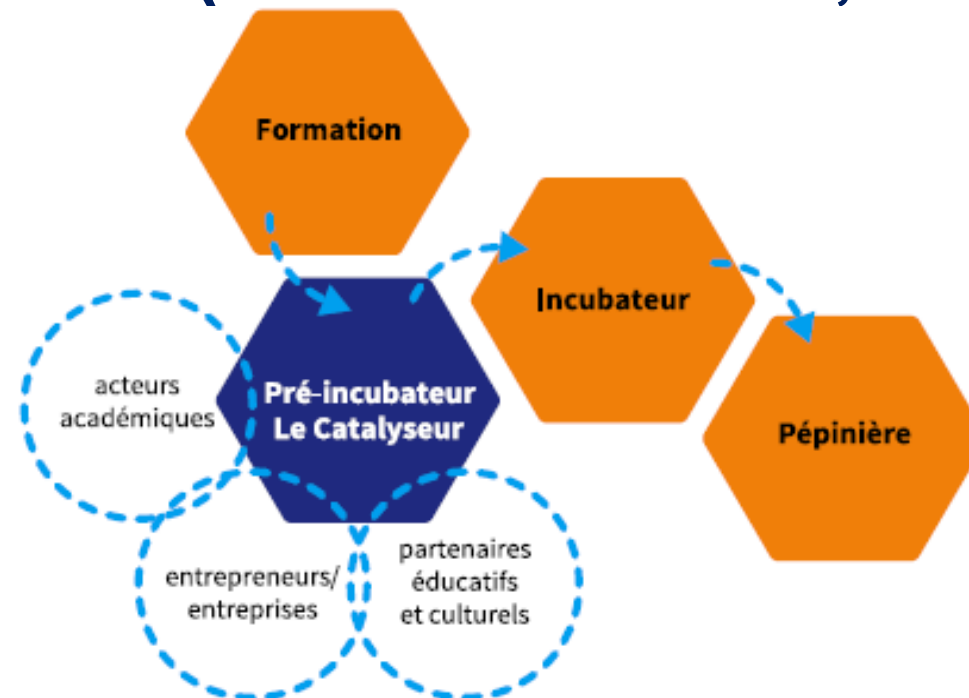 Formation
Incubateur
Pré-incubateur
Le Catalyseur
Pépinière
acteurs
académiques
entrepreneurs/
entreprises
partenaires
éducatifs
et culturels